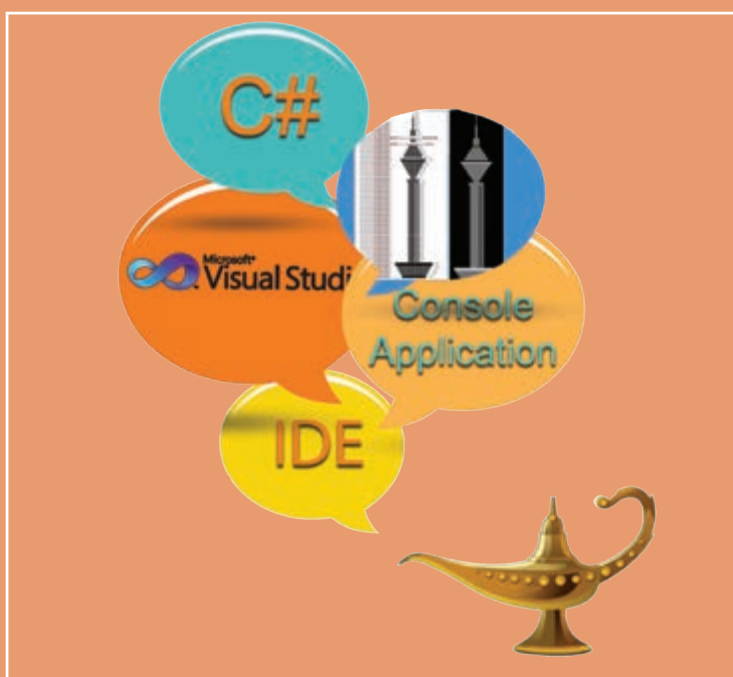 C#
Microsoft®
Visual Studi
Console
Application
IDE